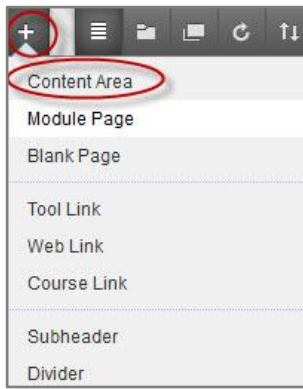 Content Area
Module Page
Blank Page
Tool Link
Web Link
Course Link
Subheader
Divider